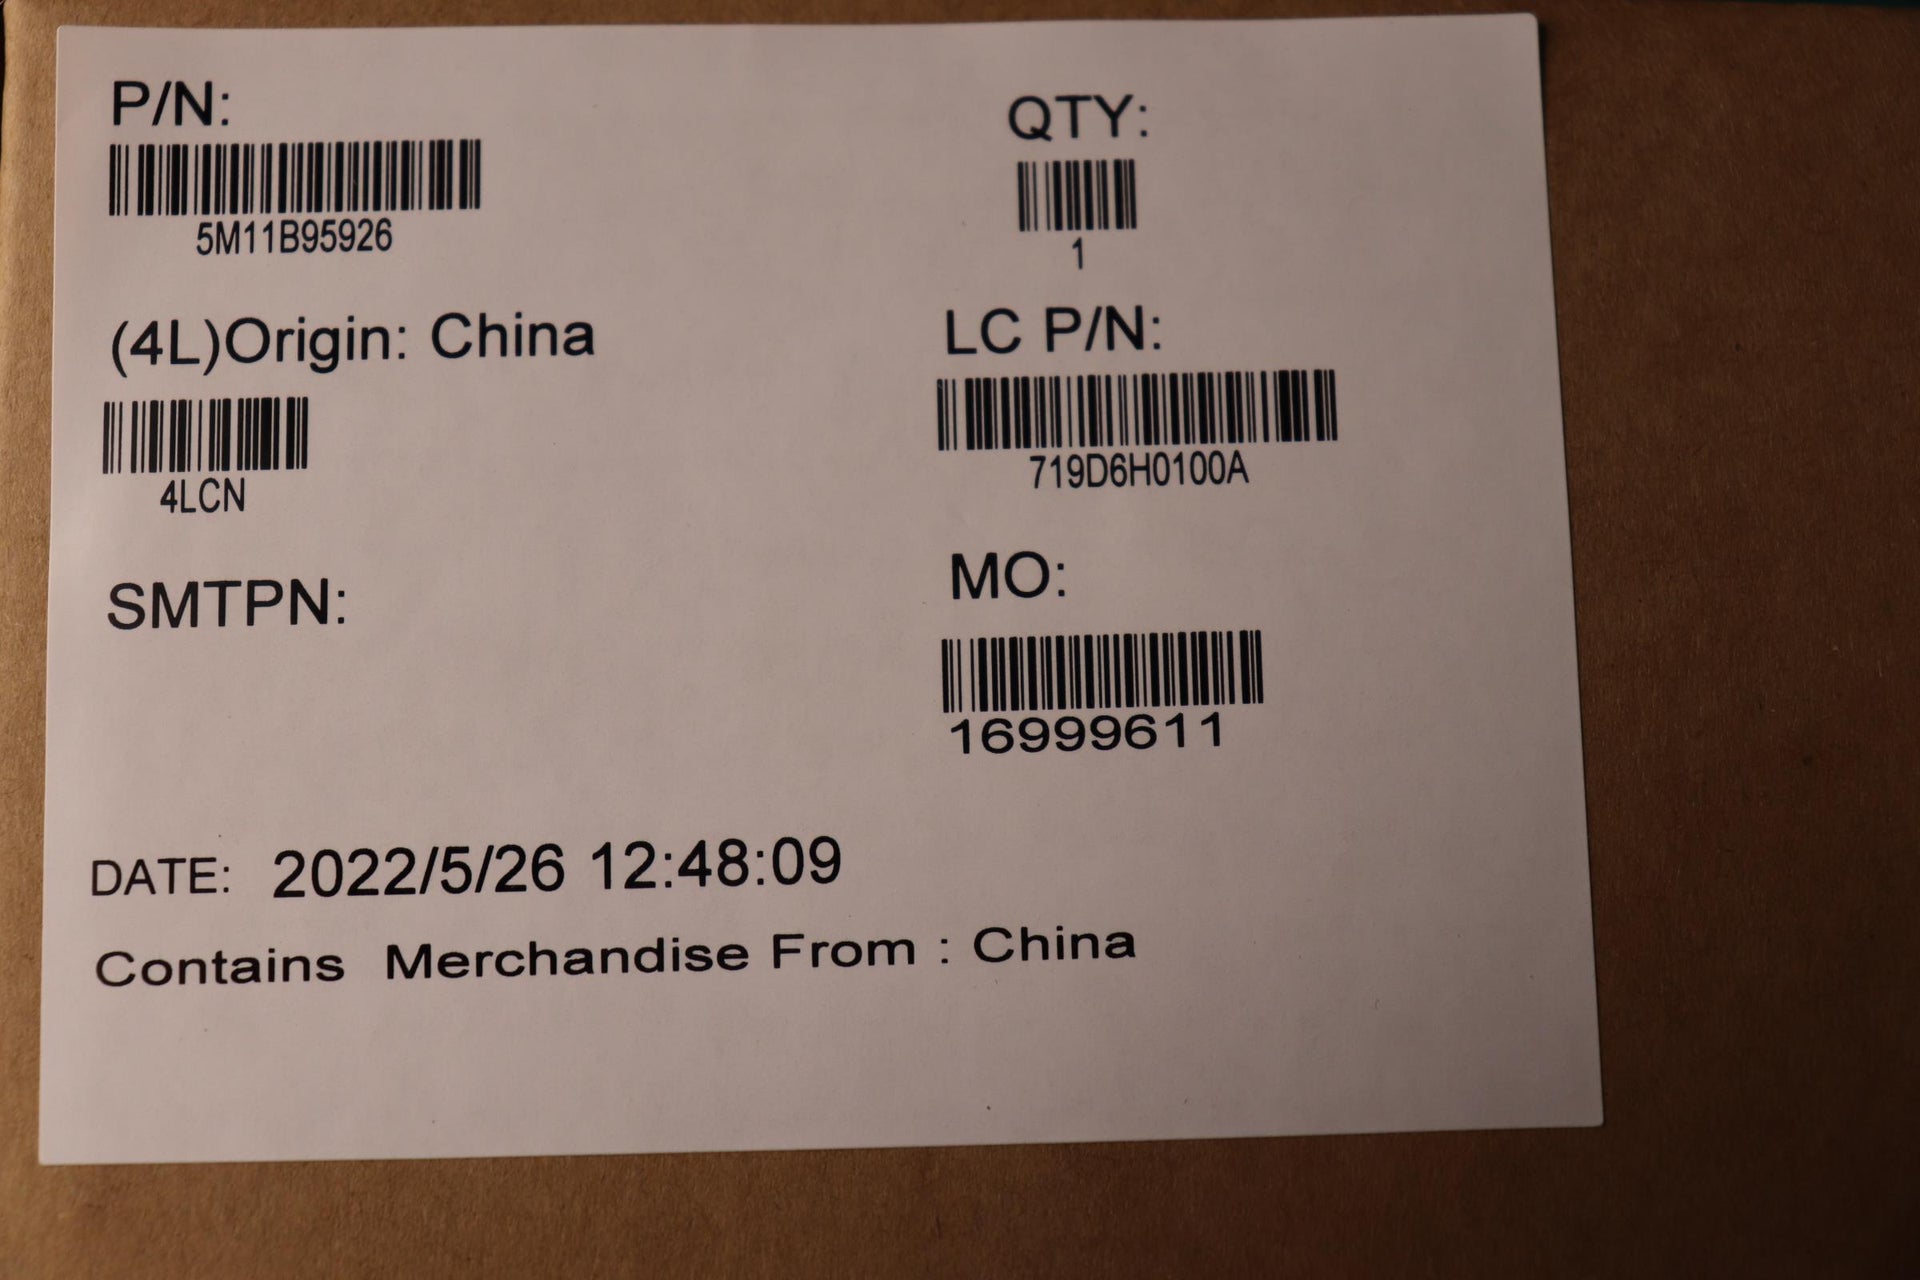 P/N:
5M11B95926
QTY:
1
(4L)Origin: China
4LCN
LC P/N:
719D6H0100A
SMTPN:
MO:
16999611
DATE: 2022/5/26 12:48:09
Contains Merchandise From : China